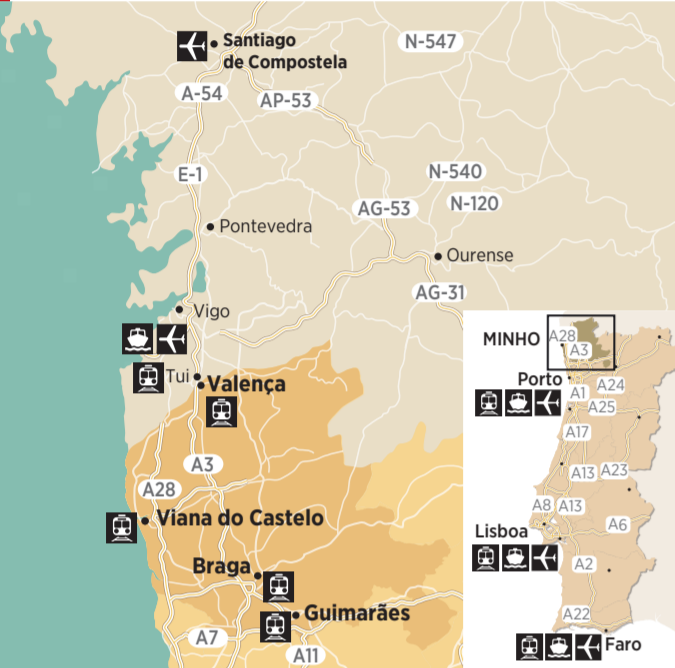 Santiago
de Compostela
N-547
A-54
AP-53
E-1
N-540
AG-53
N-120
Pontevedra
Ourense
AG-31
Vigo
Tui
Valença
A3
A28
Viana do Castelo
Braga
Guimarães
A7
A11
MINHO
A28
A3
Porto
A24
A1
A25
A17
A13
A23
A8
A13
A6
Lisboa
A2
A22
Faro